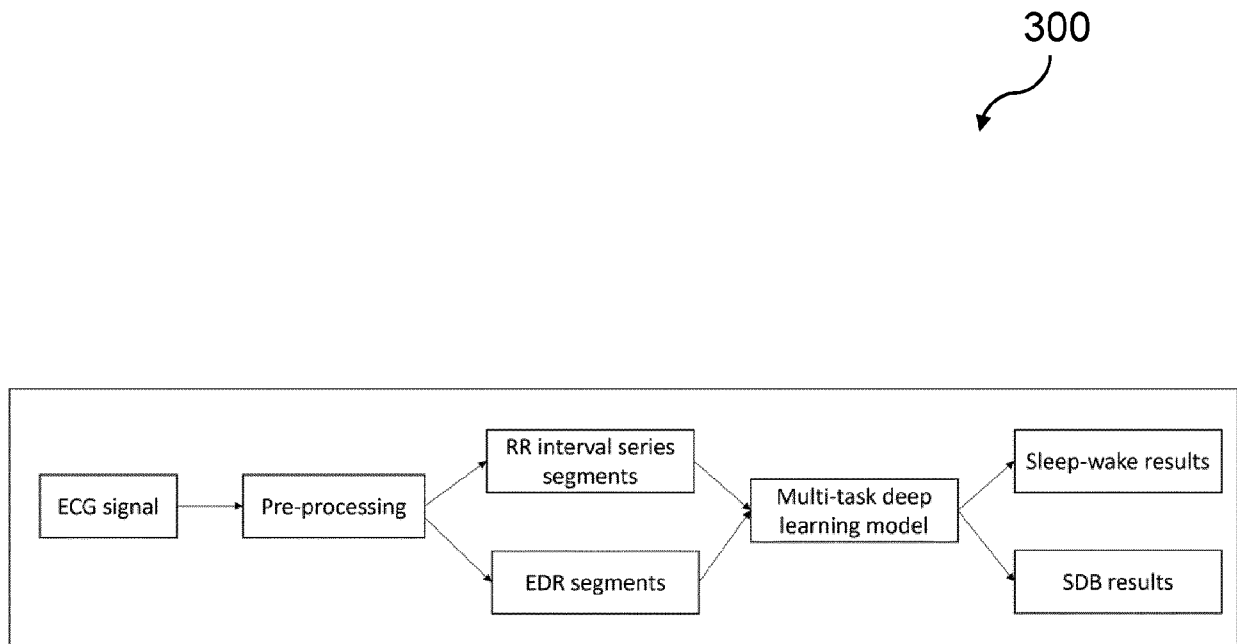 300
ECG signal
Pre-processing
RR interval series
segments
EDR segments
Multi-task deep
learning model
Sleep-wake results
SDB results